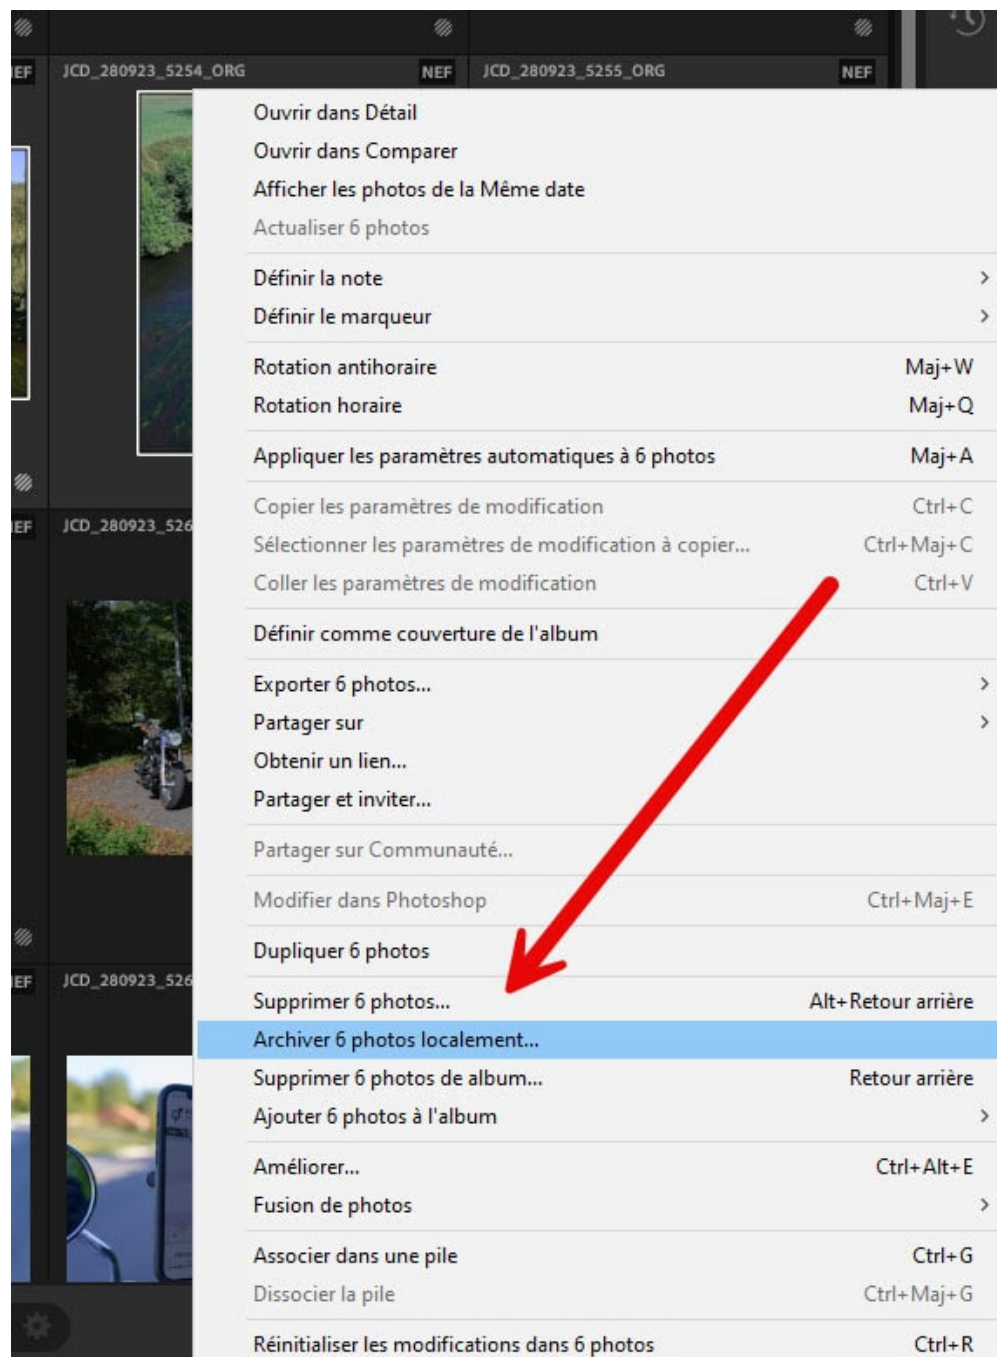 EF
JCD_280923_5254_ORG
NEF
JCD_280923_5255_ORG
NEF
Ouvrir dans Détail
Ouvrir dans Comparer
Afficher les photos de la Même date
Actualiser 6 photos
Définir la note
Définir le marqueur
Rotation antihoraire Maj+W
Rotation horaire Maj+Q
Appliquer les paramètres automatiques à 6 photos Maj+A
Copier les paramètres de modification Ctrl+C
EF
JCD_280923_526
Sélectionner les paramètres de modification à copier... Ctrl+Maj+C
Coller les paramètres de modification Ctrl+V
Définir comme couverture de l'album
Exporter 6 photos...
Partager sur
Obtenir un lien...
Partager et inviter...
Partager sur Communauté...
Modifier dans Photoshop Ctrl+Maj+E
Dupliquer 6 photos
EF
JCD_280923_526
Supprimer 6 photos... Alt+Retour arrière
Archiver 6 photos localement...
Supprimer 6 photos de album... Retour arrière
Ajouter 6 photos à l'album
Améliorer... Ctrl+Alt+E
Fusion de photos
Associer dans une pile Ctrl+G
Dissocier la pile Ctrl+Maj+G
Réinitialiser les modifications dans 6 photos Ctrl+R